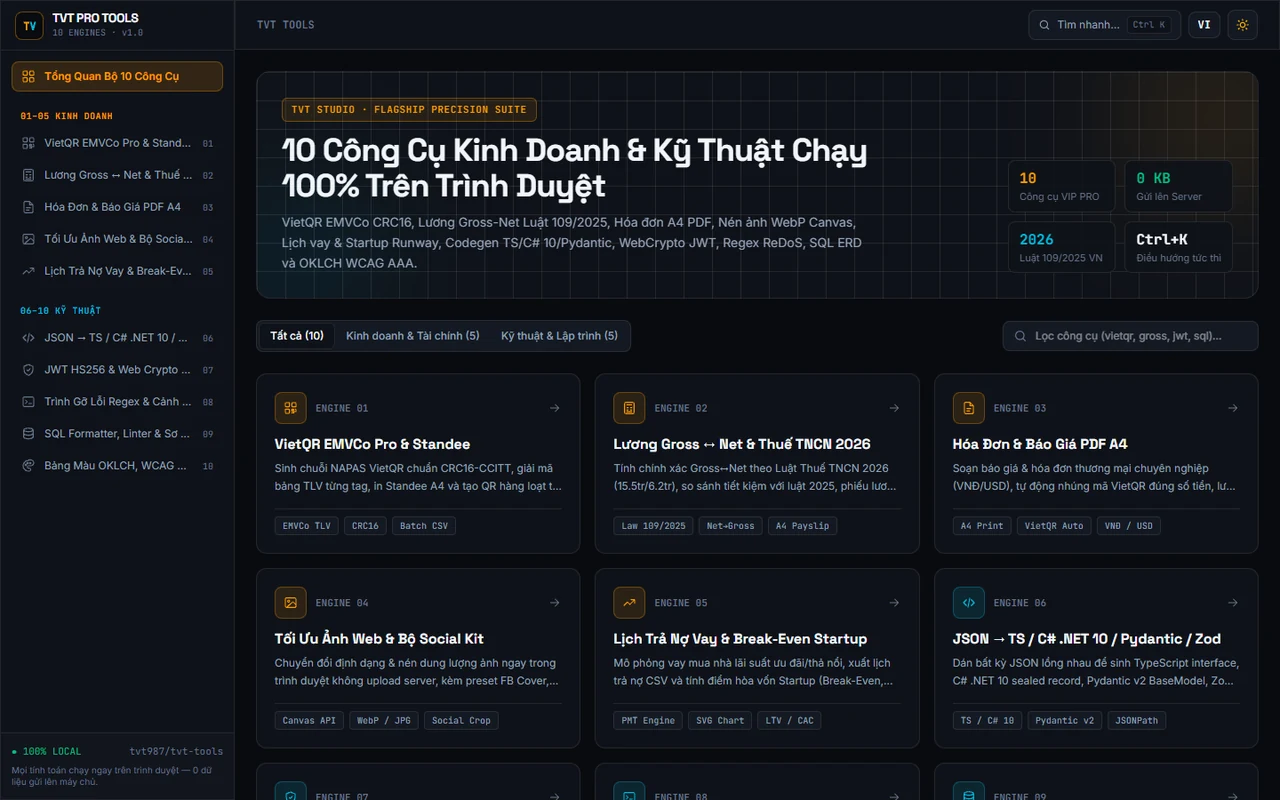 TV
TVT PRO TOOLS
10 ENGINES · v1.0
Tổng Quan Bộ 10 Công Cụ
01–05 KINH DOANH
VietQR EMVCo Pro & Stand... 01
Lương Gross ↔ Net & Thuế ... 02
Hóa Đơn & Báo Giá PDF A4 03
Tối Ưu Ảnh Web & Bộ Socia... 04
Lịch Trả Nợ Vay & Break-Ev... 05
06–10 KỸ THUẬT
JSON → TS / C# .NET 10 / ... 06
JWT HS256 & Web Crypto ... 07
Trình Gỡ Lỗi Regex & Cảnh ... 08
SQL Formatter, Linter & Sơ ... 09
Bảng Màu OKLCH, WCAG ... 10
● 100% LOCAL tvt987/tvt-tools
Mọi tính toán chạy ngay trên trình duyệt — 0 dữ
liệu gửi lên máy chủ.
TVT TOOLS
Tìm nhanh... Ctrl K
VI
TVT STUDIO · FLAGSHIP PRECISION SUITE
10 Công Cụ Kinh Doanh & Kỹ Thuật Chạy
100% Trên Trình Duyệt
VietQR EMVCo CRC16, Lương Gross-Net Luật 109/2025, Hóa đơn A4 PDF, Nén ảnh WebP Canvas,
Lịch vay & Startup Runway, Codegen TS/C# 10/Pydantic, WebCrypto JWT, Regex ReDoS, SQL ERD
và OKLCH WCAG AAA.
10
Công cụ VIP PRO
0 KB
Gửi lên Server
2026
Luật 109/2025 VN
Ctrl+K
Điều hướng tức thì
Tất cả (10)
Kinh doanh & Tài chính (5)
Kỹ thuật & Lập trình (5)
Lọc công cụ (vietqr, gross, jwt, sql)...
ENGINE 01 →
VietQR EMVCo Pro & Standee
Sinh chuỗi NAPAS VietQR chuẩn CRC16-CCITT, giải mã
bảng TLV từng tag, in Standee A4 và tạo QR hàng loạt t...
EMVCo TLV
CRC16
Batch CSV
ENGINE 02 →
Lương Gross ↔ Net & Thuế TNCN 2026
Tính chính xác Gross↔Net theo Luật Thuế TNCN 2026
(15.5tr/6.2tr), so sánh tiết kiệm với luật 2025, phiếu lươ...
Law 109/2025
Net→Gross
A4 Payslip
ENGINE 03 →
Hóa Đơn & Báo Giá PDF A4
Soạn báo giá & hóa đơn thương mại chuyên nghiệp
(VNĐ/USD), tự động nhúng mã VietQR đúng số tiền, lư...
A4 Print
VietQR Auto
VNĐ / USD
ENGINE 04 →
Tối Ưu Ảnh Web & Bộ Social Kit
Chuyển đổi định dạng & nén dung lượng ảnh ngay trong
trình duyệt không upload server, kèm preset FB Cover,...
Canvas API
WebP / JPG
Social Crop
ENGINE 05 →
Lịch Trả Nợ Vay & Break-Even Startup
Mô phỏng vay mua nhà lãi suất ưu đãi/thả nổi, xuất lịch
trả nợ CSV và tính điểm hòa vốn Startup (Break-Even,...
PMT Engine
SVG Chart
LTV / CAC
ENGINE 06 →
JSON → TS / C# .NET 10 / Pydantic / Zod
Dán bất kỳ JSON lồng nhau để sinh TypeScript interface,
C# .NET 10 sealed record, Pydantic v2 BaseModel, Zo...
TS / C# 10
Pydantic v2
JSONPath
ENGINE 07 →
ENGINE 08 →
ENGINE 09 →